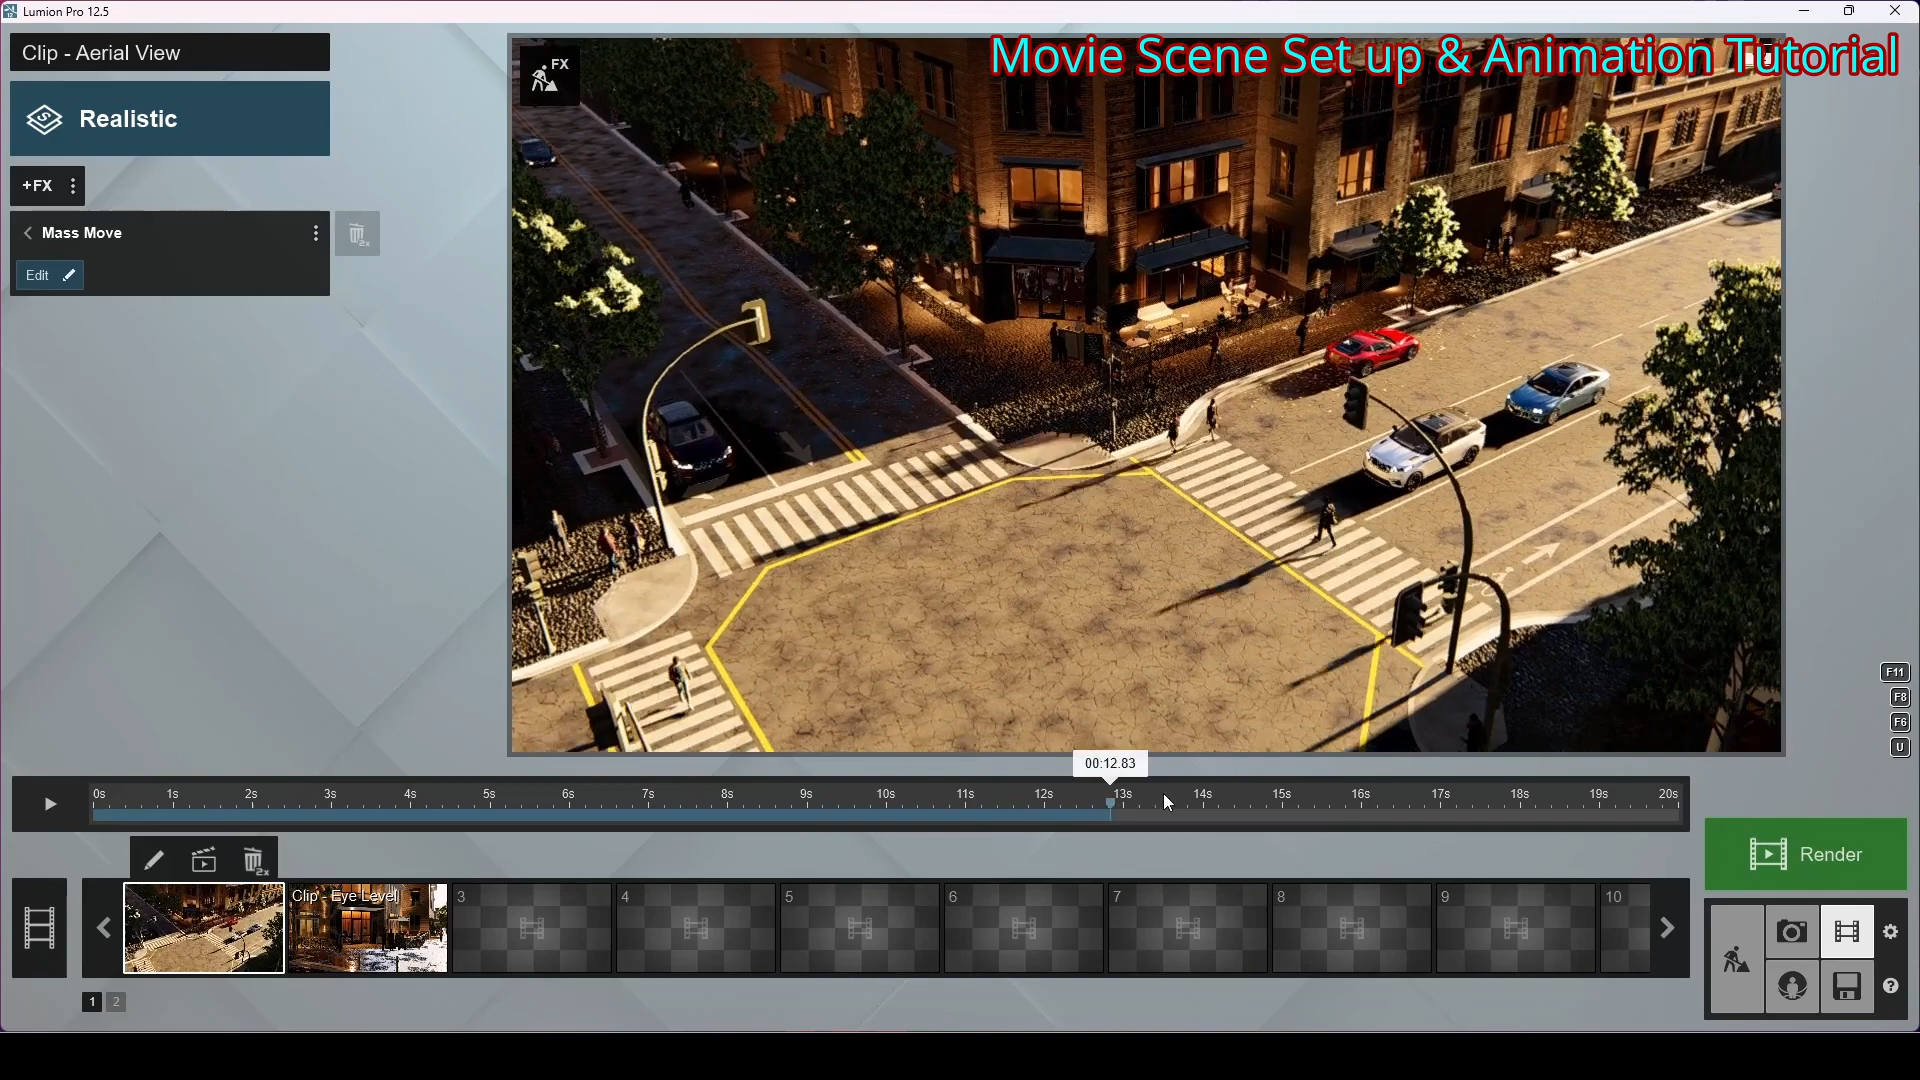 Lumion Pro 12.5
Movie Scene Set up & Animation Tutorial
Clip - Aerial View
FX
Realistic
+FX
Mass Move
2x
Edit
F11
F8
F6
U
00:12.83
0s 1s 2s 3s 4s 5s 6s 7s 8s 9s 10s 11s 12s 13s 14s 15s 16s 17s 18s 19s 20s
2x
Render
Clip - Eye Level
3 4 5 6 7 8 9 10
?
1 2